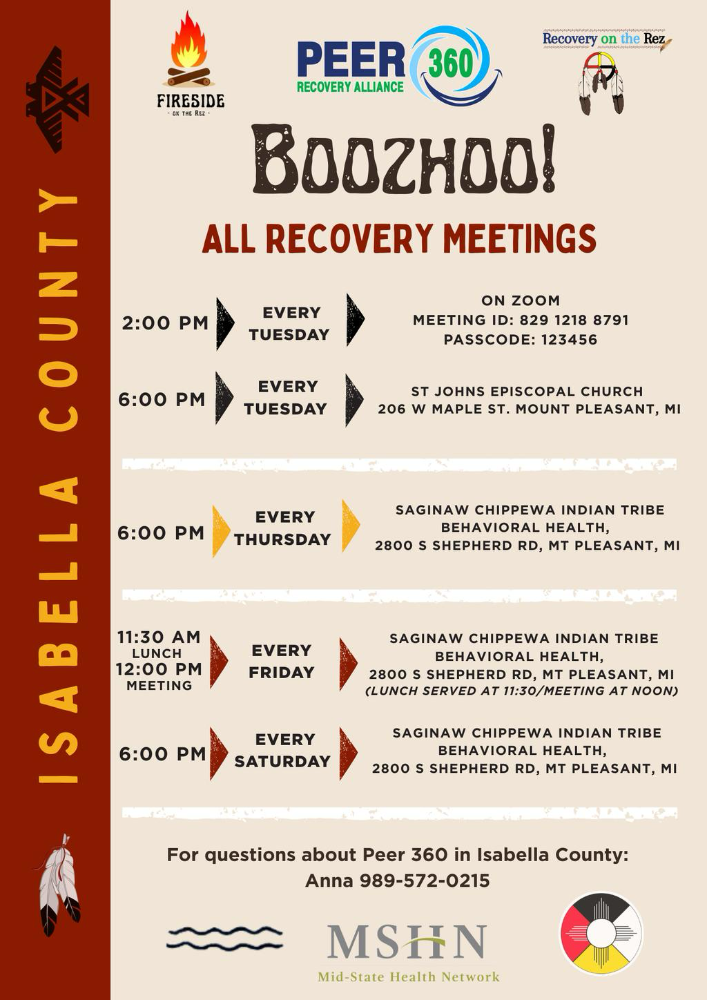 FIRESIDE
- ON THE REZ -
PEER 360
RECOVERY ALLIANCE
Recovery on the Rez
BOOZHOO!
ALL RECOVERY MEETINGS
ISABELLA COUNTY
2:00 PM
EVERY
TUESDAY
ON ZOOM
MEETING ID: 829 1218 8791
PASSCODE: 123456
6:00 PM
EVERY
TUESDAY
ST JOHNS EPISCOPAL CHURCH
206 W MAPLE ST. MOUNT PLEASANT, MI
6:00 PM
EVERY
THURSDAY
SAGINAW CHIPPEWA INDIAN TRIBE
BEHAVIORAL HEALTH,
2800 S SHEPHERD RD, MT PLEASANT, MI
11:30 AM
LUNCH
12:00 PM
MEETING
EVERY
FRIDAY
SAGINAW CHIPPEWA INDIAN TRIBE
BEHAVIORAL HEALTH,
2800 S SHEPHERD RD, MT PLEASANT, MI
(LUNCH SERVED AT 11:30/MEETING AT NOON)
6:00 PM
EVERY
SATURDAY
SAGINAW CHIPPEWA INDIAN TRIBE
BEHAVIORAL HEALTH,
2800 S SHEPHERD RD, MT PLEASANT, MI
For questions about Peer 360 in Isabella County:
Anna 989-572-0215
MSHN
Mid-State Health Network